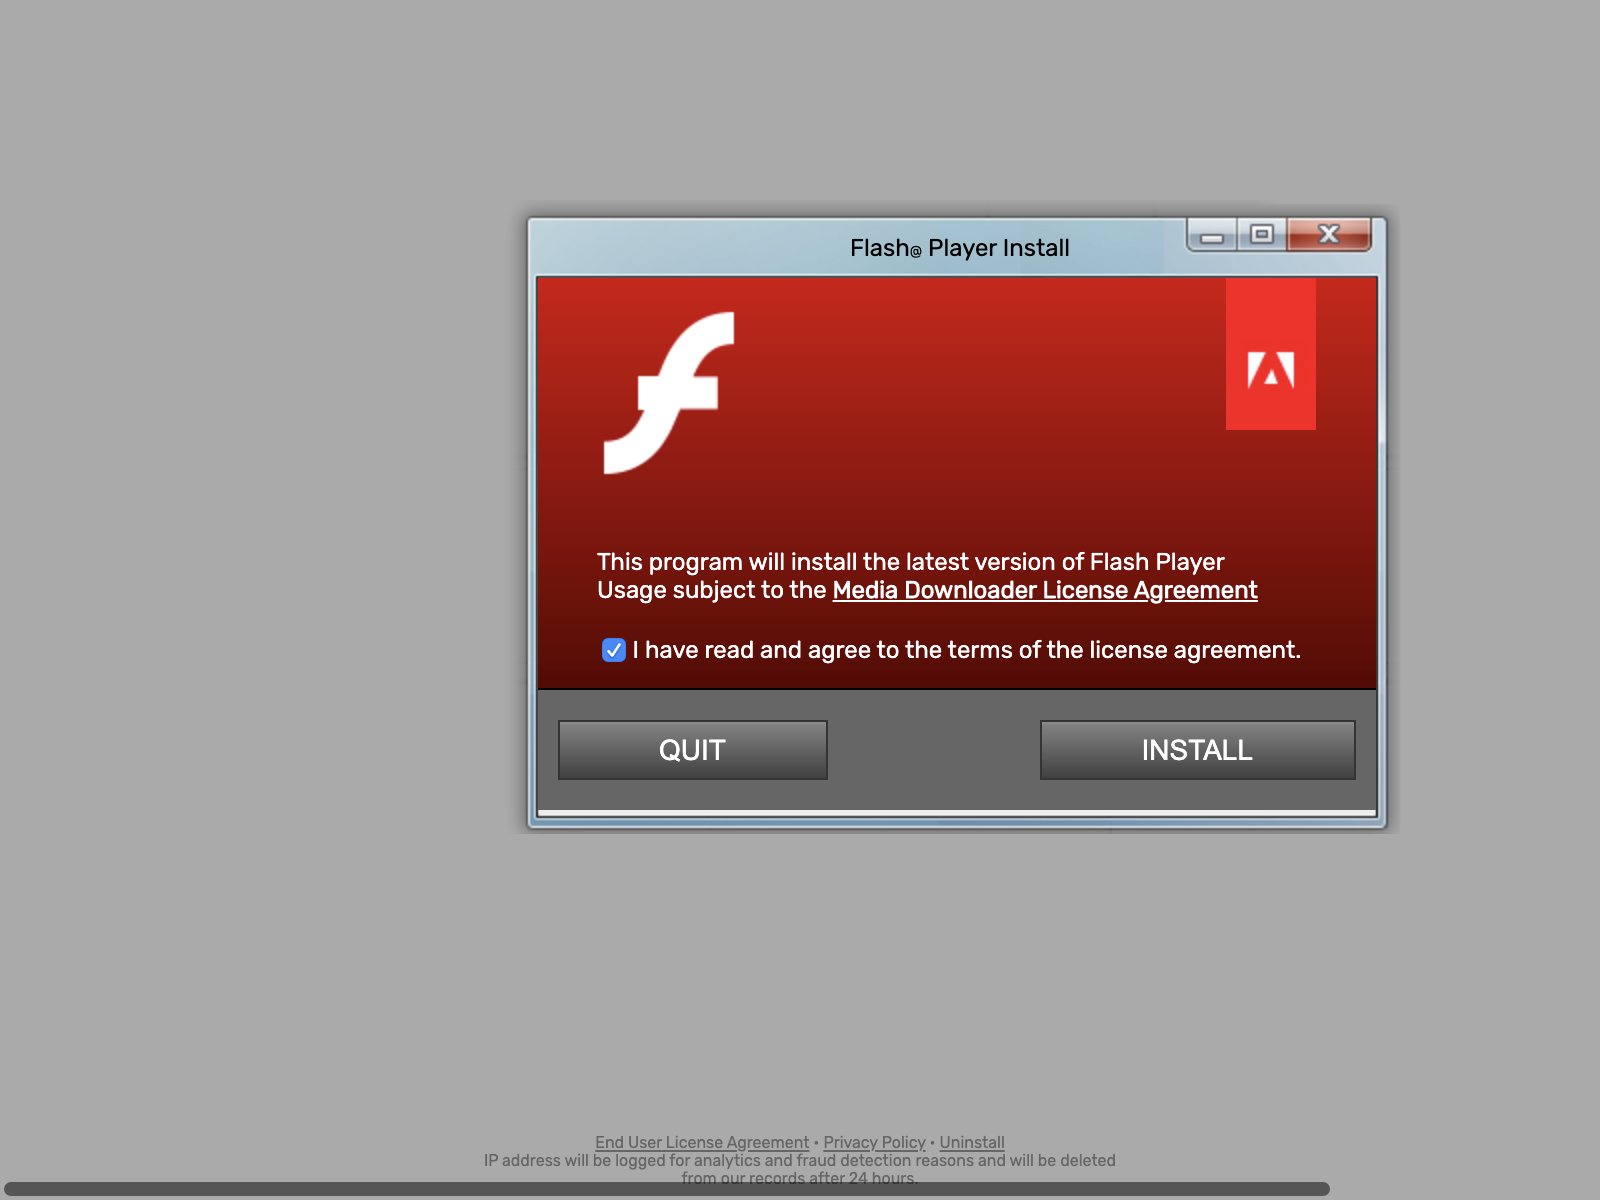 Flash@ Player Install
This program will install the latest version of Flash Player
Usage subject to the Media Downloader License Agreement
I have read and agree to the terms of the license agreement.
QUIT
INSTALL
End User License Agreement • Privacy Policy • Uninstall
IP address will be logged for analytics and fraud detection reasons and will be deleted
from our records after 24 hours.